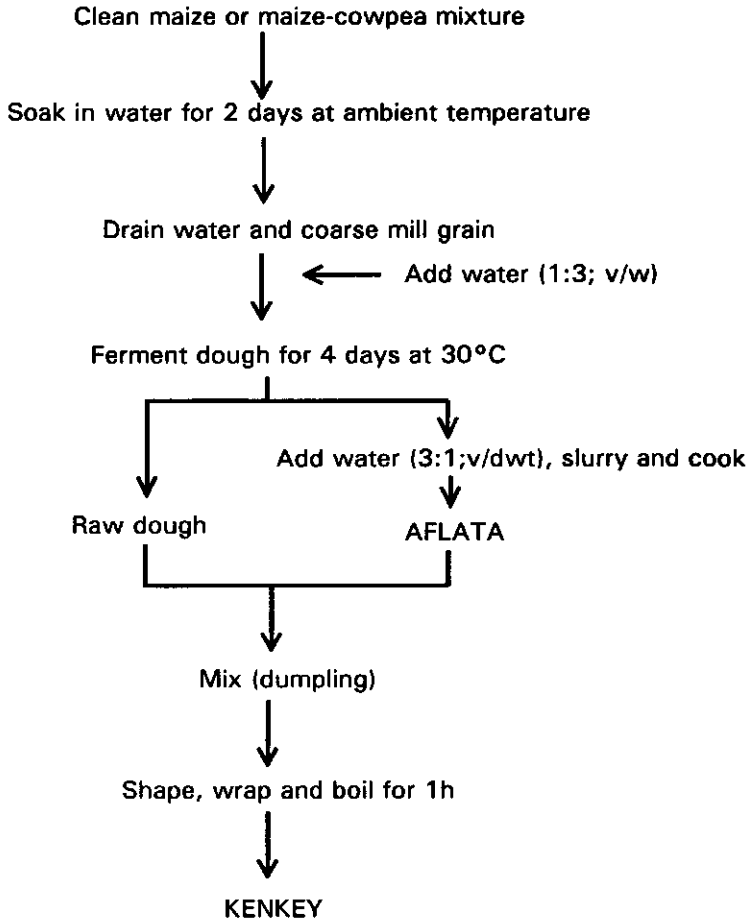 Clean maize or maize-cowpea mixture
Soak in water for 2 days at ambient temperature
Drain water and coarse mill grain
Add water (1:3; v/w)
Ferment dough for 4 days at 30°C
Add water (3:1;v/dwt), slurry and cook
Raw dough
AFLATA
Mix (dumpling)
Shape, wrap and boil for 1h
KENKEY